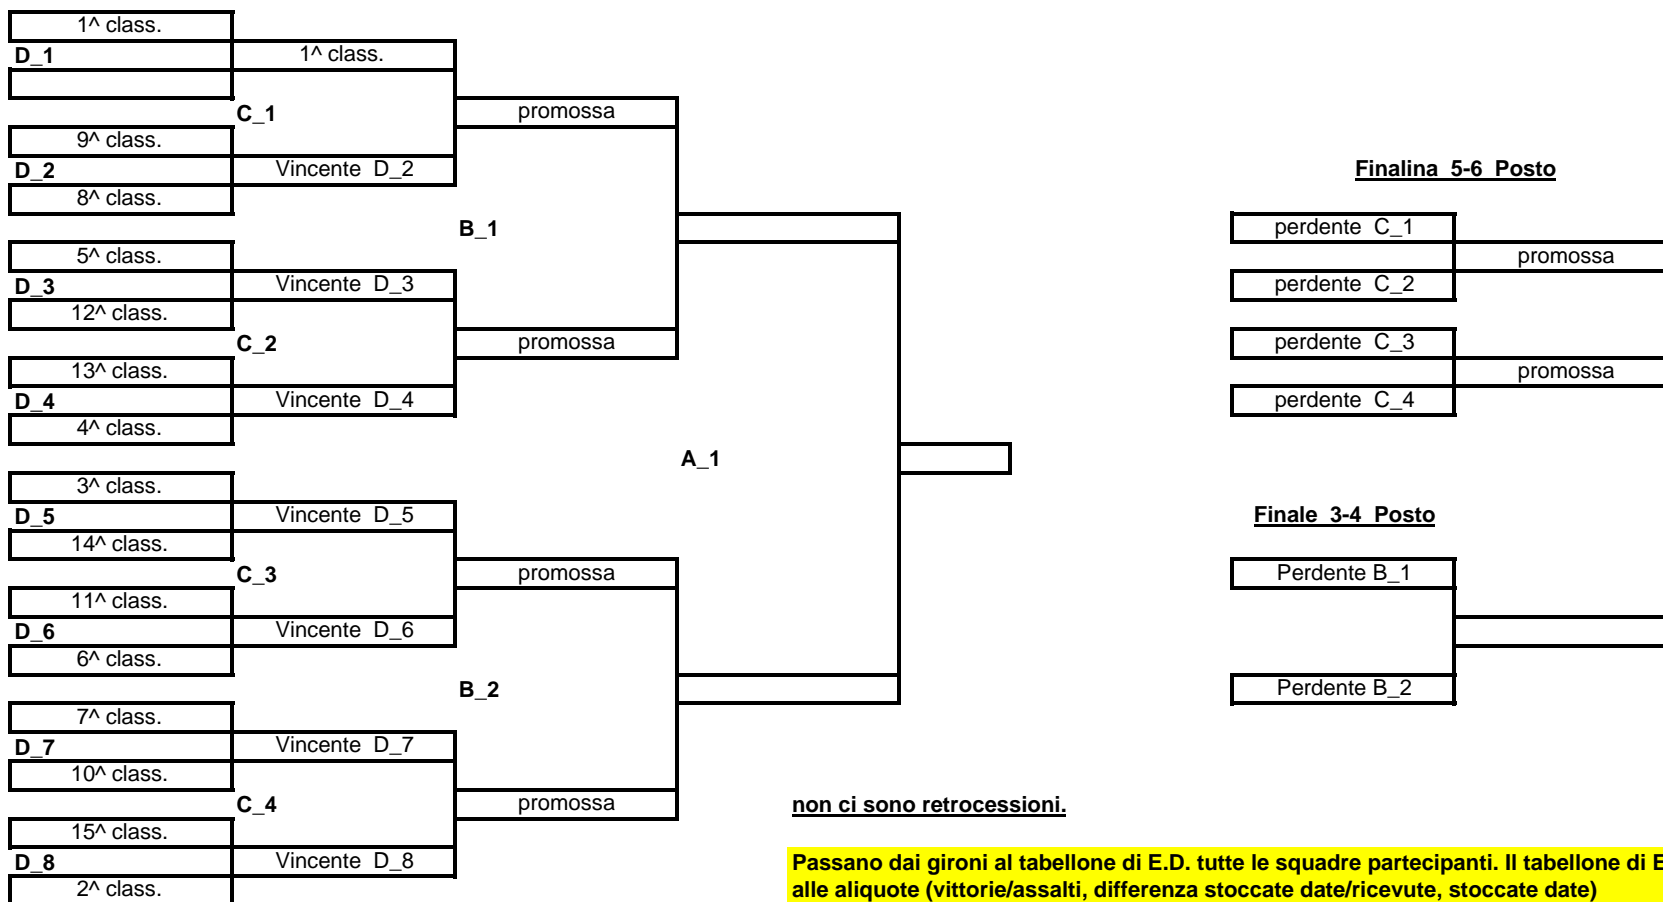 1^ class.
D_1
1^ class.
C_1
promossa
9^ class.
D_2
Vincente D_2
8^ class.
B_1
5^ class.
D_3
Vincente D_3
12^ class.
C_2
promossa
13^ class.
D_4
Vincente D_4
4^ class.
A_1
3^ class.
D_5
Vincente D_5
14^ class.
C_3
promossa
11^ class.
D_6
Vincente D_6
6^ class.
B_2
7^ class.
D_7
Vincente D_7
10^ class.
C_4
promossa
15^ class.
D_8
Vincente D_8
2^ class.
Finalina 5-6 Posto
perdente C_1
promossa
perdente C_2
perdente C_3
promossa
perdente C_4
Finale 3-4 Posto
Perdente B_1
Perdente B_2
non ci sono retrocessioni.
Passano dai gironi al tabellone di E.D. tutte le squadre partecipanti. Il tabellone di
alle aliquote (vittorie/assalti, differenza stoccate date/ricevute, stoccate date)